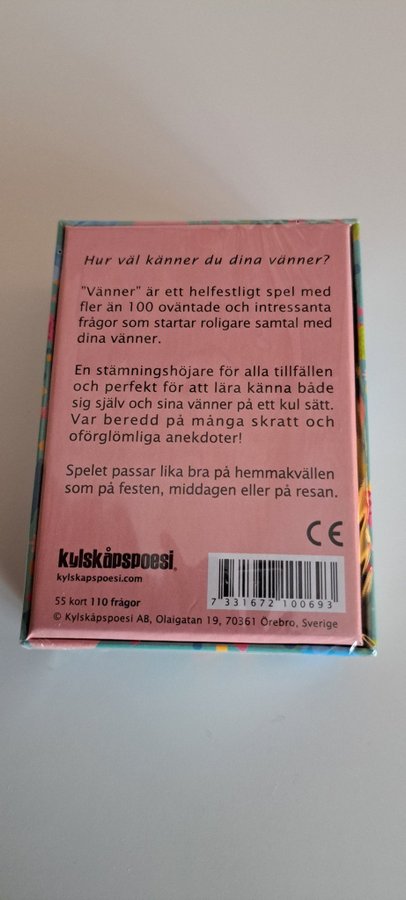 Hur väl känner du dina vänner?
"Vänner" är ett helfestligt spel med
fler än 100 oväntade och intressanta
frågor som startar roligare samtal med
dina vänner.
En stämningshöjare för alla tillfällen
och perfekt för att lära känna både
sig själv och sina vänner på ett kul sätt.
Var beredd på många skratt och
oförglömliga anekdoter!
Spelet passar lika bra på hemmakvällen
som på festen, middagen eller på resan.
CE
kylskåpspoesi®
kylskapspoesi.com
7 331672 100693
55 kort 110 frågor
© Kylskåpspoesi AB, Olaigatan 19, 70361 Örebro, Sverige